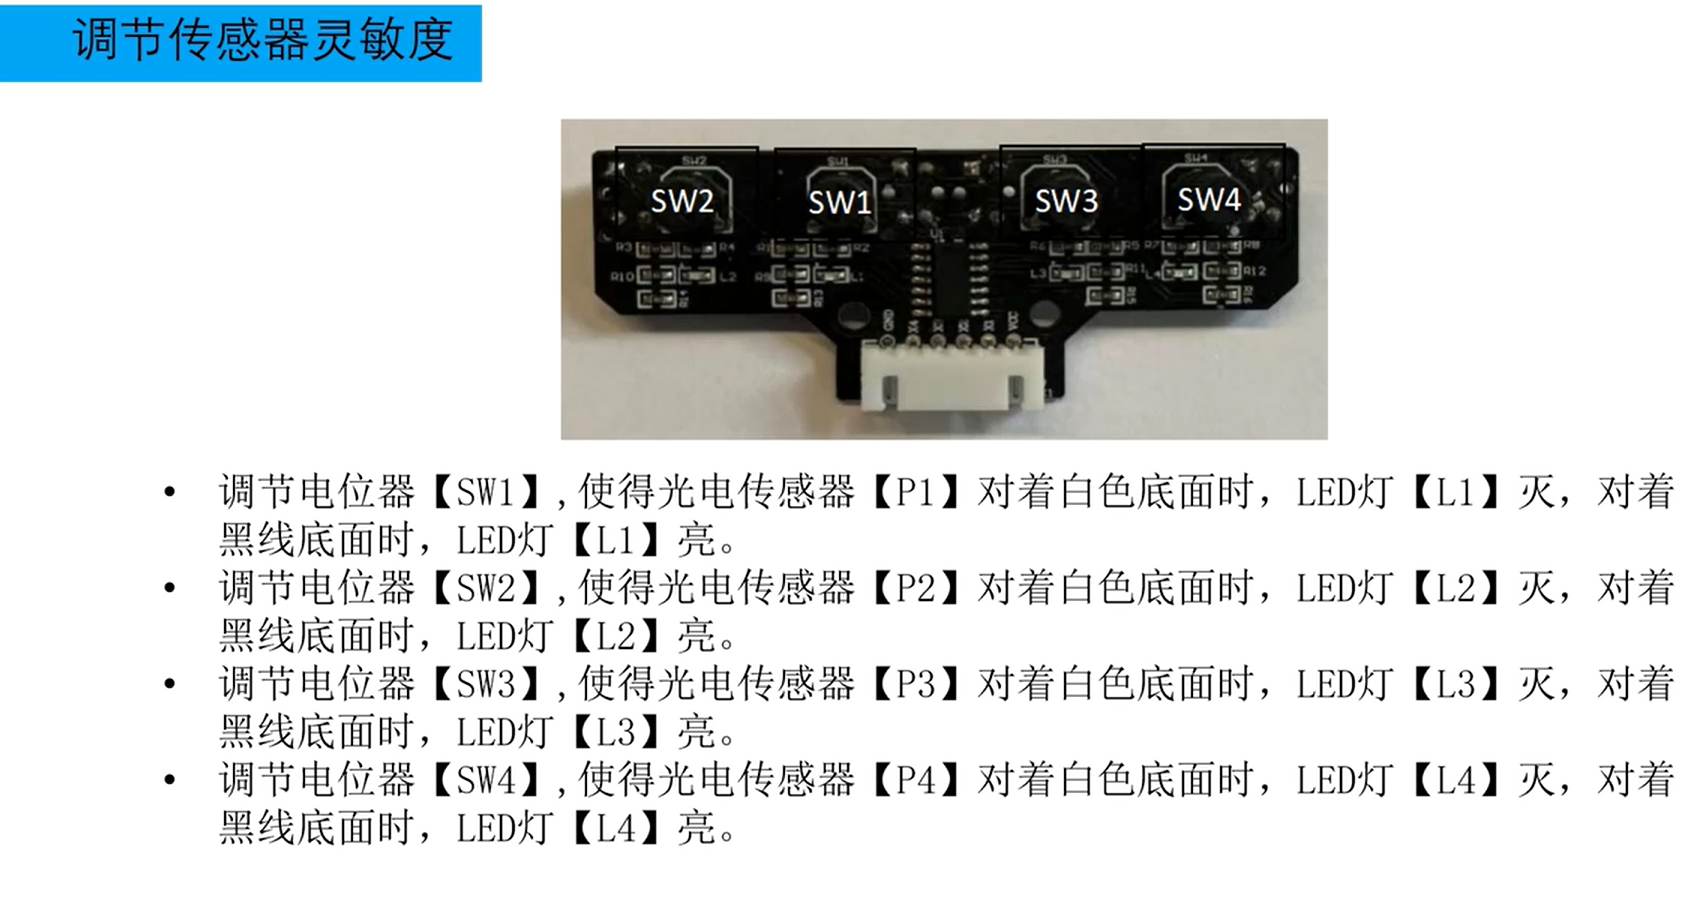 调节传感器灵敏度
SW2 SW1 SW3 SW4
SW2 SW1 SW3 SW4
R3 R4 R1 R2 R6 R5 R7 R8
R10 L2 R9 L1 L3 R11 L4 R12
R14 R13
GND X4 X3 X2 X1 VCC
• 调节电位器【SW1】,使得光电传感器【P1】对着白色底面时，LED灯【L1】灭，对着
黑线底面时，LED灯【L1】亮。
• 调节电位器【SW2】,使得光电传感器【P2】对着白色底面时，LED灯【L2】灭，对着
黑线底面时，LED灯【L2】亮。
• 调节电位器【SW3】,使得光电传感器【P3】对着白色底面时，LED灯【L3】灭，对着
黑线底面时，LED灯【L3】亮。
• 调节电位器【SW4】,使得光电传感器【P4】对着白色底面时，LED灯【L4】灭，对着
黑线底面时，LED灯【L4】亮。